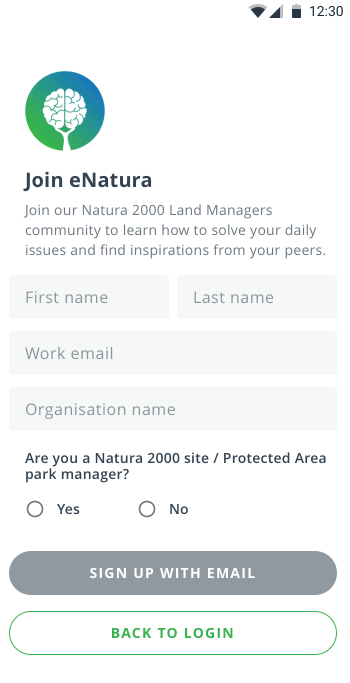 12:30
Join eNatura
Join our Natura 2000 Land Managers
community to learn how to solve your daily
issues and find inspirations from your peers.
First name Last name
Work email
Organisation name
Are you a Natura 2000 site / Protected Area
park manager?
Yes No
SIGN UP WITH EMAIL
BACK TO LOGIN